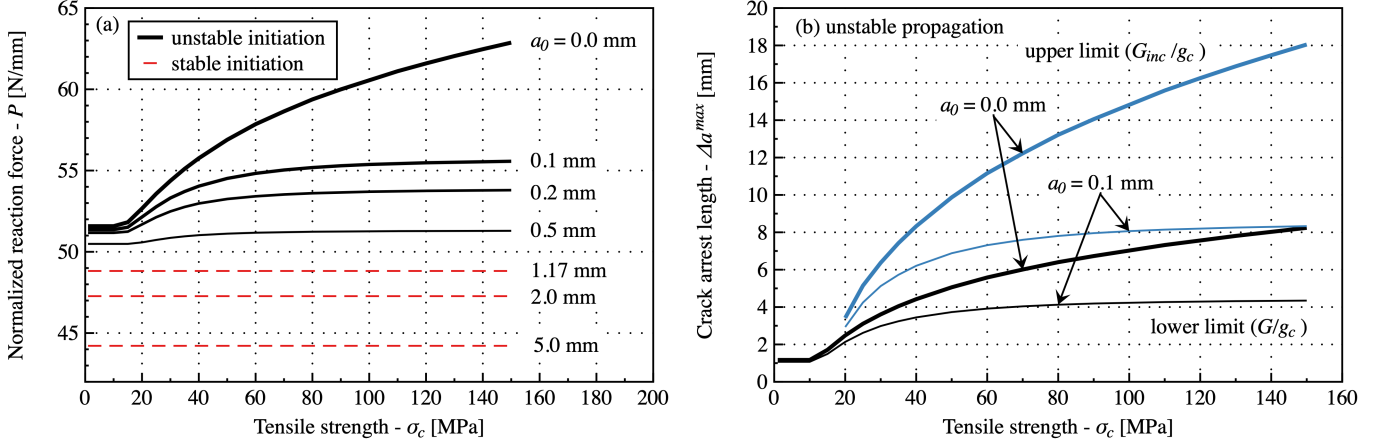 (a)
unstable initiation
stable initiation
a0 = 0.0 mm
0.1 mm
0.2 mm
0.5 mm
1.17 mm
2.0 mm
5.0 mm
65
60
55
50
45
Normalized reaction force - P [N/mm]
0 20 40 60 80 100 120 140 160 180 200
Tensile strength - σc [MPa]
(b) unstable propagation
upper limit (Ginc /gc )
a0 = 0.0 mm
a0 = 0.1 mm
lower limit (G/gc )
20
18
16
14
12
10
8
6
4
2
0
Crack arrest length - Δa max [mm]
0 20 40 60 80 100 120 140 160
Tensile strength - σc [MPa]